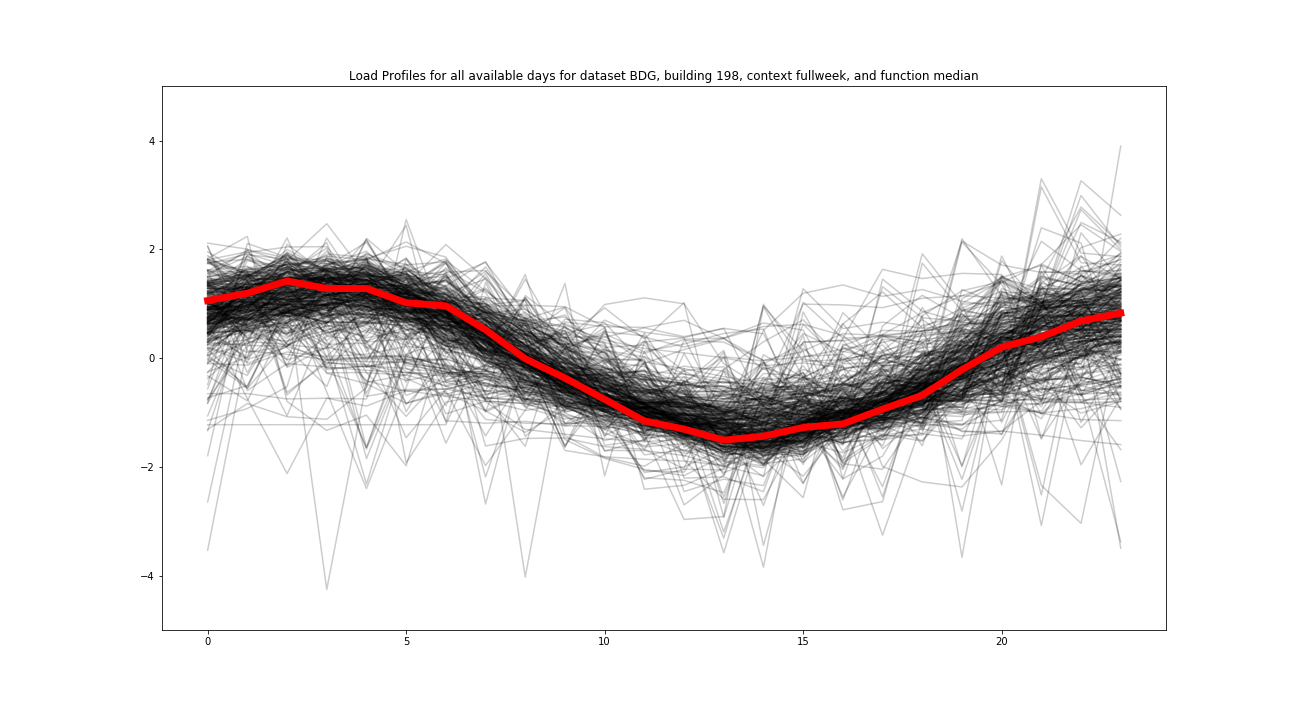 Load Profiles for all available days for dataset BDG, building 198, context fullweek, and function median
4
2
0
−2
−4
0 5 10 15 20